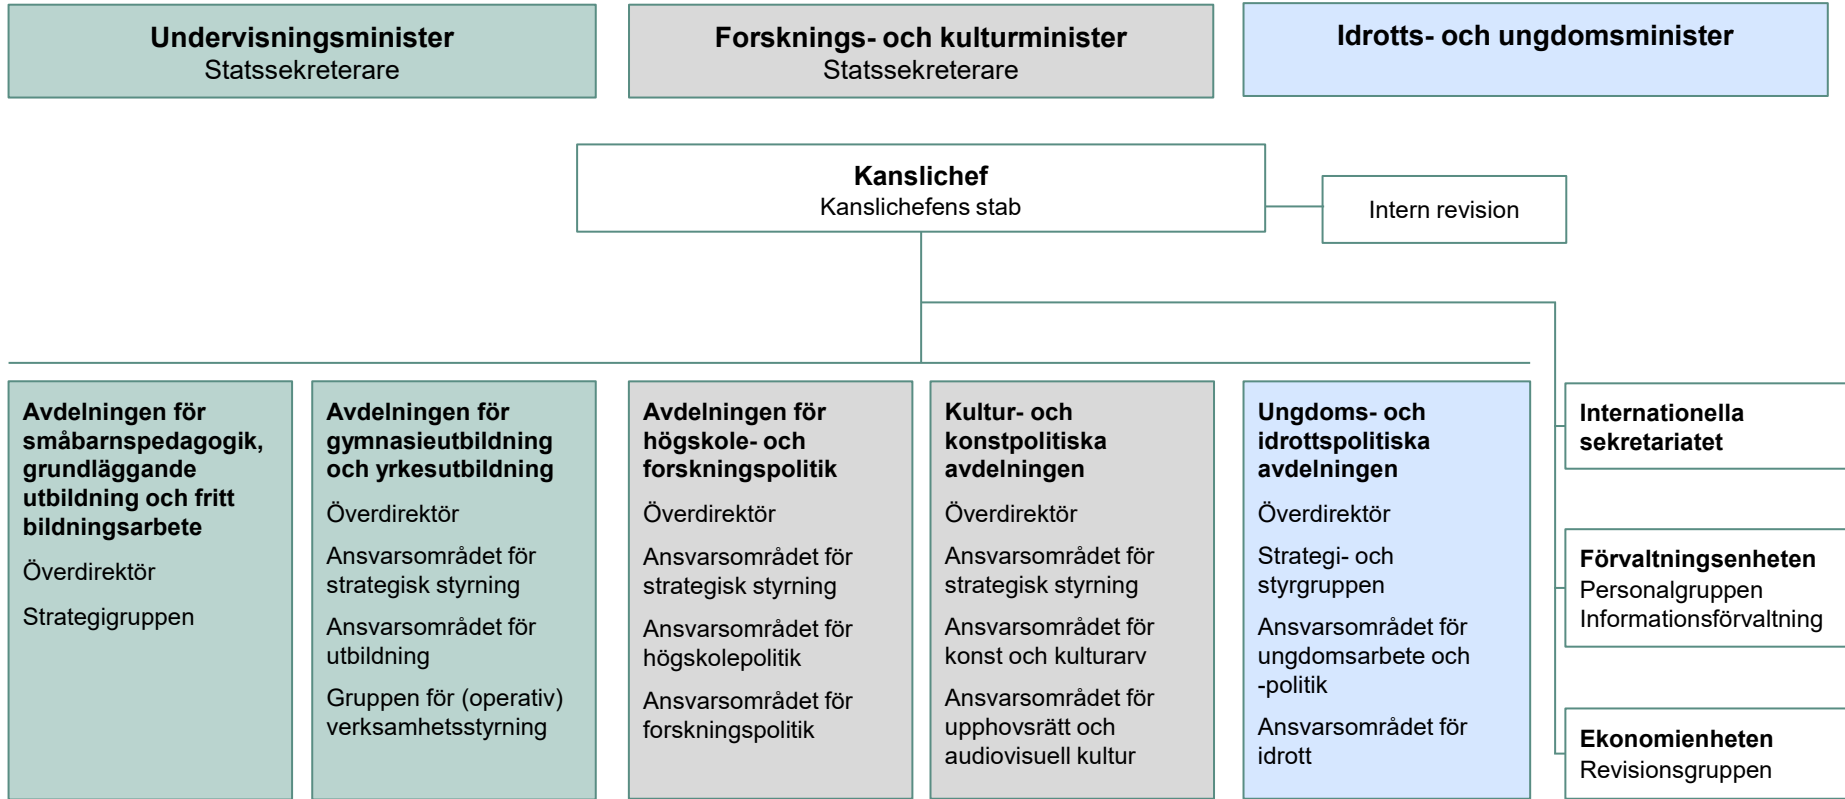 Undervisningsminister
Statssekreterare
Forsknings- och kulturminister
Statssekreterare
Idrotts- och ungdomsminister
Kanslichef
Kanslichefens stab
Intern revision
Avdelningen för
småbarnspedagogik,
grundläggande
utbildning och fritt
bildningsarbete
Överdirektör
Strategigruppen
Avdelningen för
gymnasieutbildning
och yrkesutbildning
Överdirektör
Ansvarsområdet för
strategisk styrning
Ansvarsområdet för
utbildning
Gruppen för (operativ)
verksamhetsstyrning
Avdelningen för
högskole- och
forskningspolitik
Överdirektör
Ansvarsområdet för
strategisk styrning
Ansvarsområdet för
högskolepolitik
Ansvarsområdet för
forskningspolitik
Kultur- och
konstpolitiska
avdelningen
Överdirektör
Ansvarsområdet för
strategisk styrning
Ansvarsområdet för
konst och kulturarv
Ansvarsområdet för
upphovsrätt och
audiovisuell kultur
Ungdoms- och
idrottspolitiska
avdelningen
Överdirektör
Strategi- och
styrgruppen
Ansvarsområdet för
ungdomsarbete och
-politik
Ansvarsområdet för
idrott
Internationella
sekretariatet
Förvaltningsenheten
Personalgruppen
Informationsförvaltning
Ekonomienheten
Revisionsgruppen